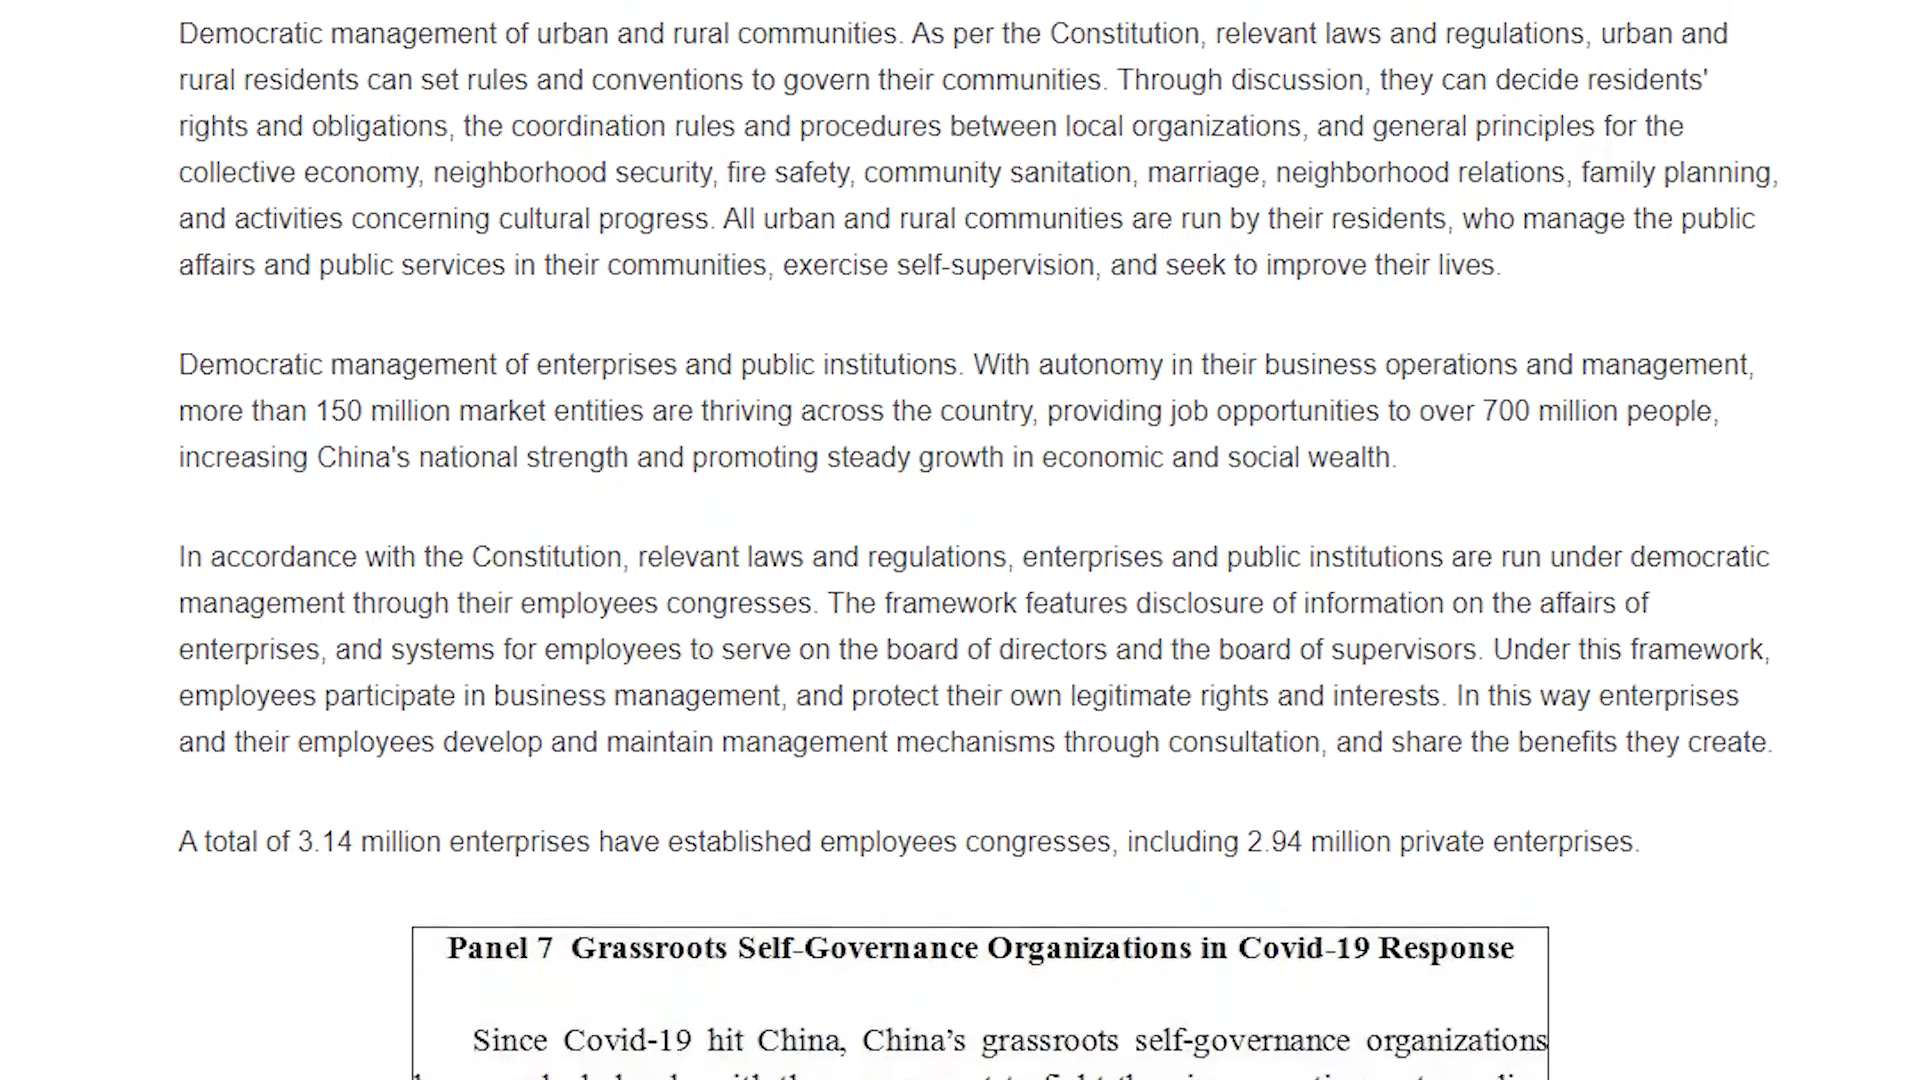 Democratic management of urban and rural communities. As per the Constitution, relevant laws and regulations, urban and
rural residents can set rules and conventions to govern their communities. Through discussion, they can decide residents'
rights and obligations, the coordination rules and procedures between local organizations, and general principles for the
collective economy, neighborhood security, fire safety, community sanitation, marriage, neighborhood relations, family planning,
and activities concerning cultural progress. All urban and rural communities are run by their residents, who manage the public
affairs and public services in their communities, exercise self-supervision, and seek to improve their lives.
Democratic management of enterprises and public institutions. With autonomy in their business operations and management,
more than 150 million market entities are thriving across the country, providing job opportunities to over 700 million people,
increasing China's national strength and promoting steady growth in economic and social wealth.
In accordance with the Constitution, relevant laws and regulations, enterprises and public institutions are run under democratic
management through their employees congresses. The framework features disclosure of information on the affairs of
enterprises, and systems for employees to serve on the board of directors and the board of supervisors. Under this framework,
employees participate in business management, and protect their own legitimate rights and interests. In this way enterprises
and their employees develop and maintain management mechanisms through consultation, and share the benefits they create.
A total of 3.14 million enterprises have established employees congresses, including 2.94 million private enterprises.
Panel 7 Grassroots Self-Governance Organizations in Covid-19 Response
Since Covid-19 hit China, China’s grassroots self-governance organizations